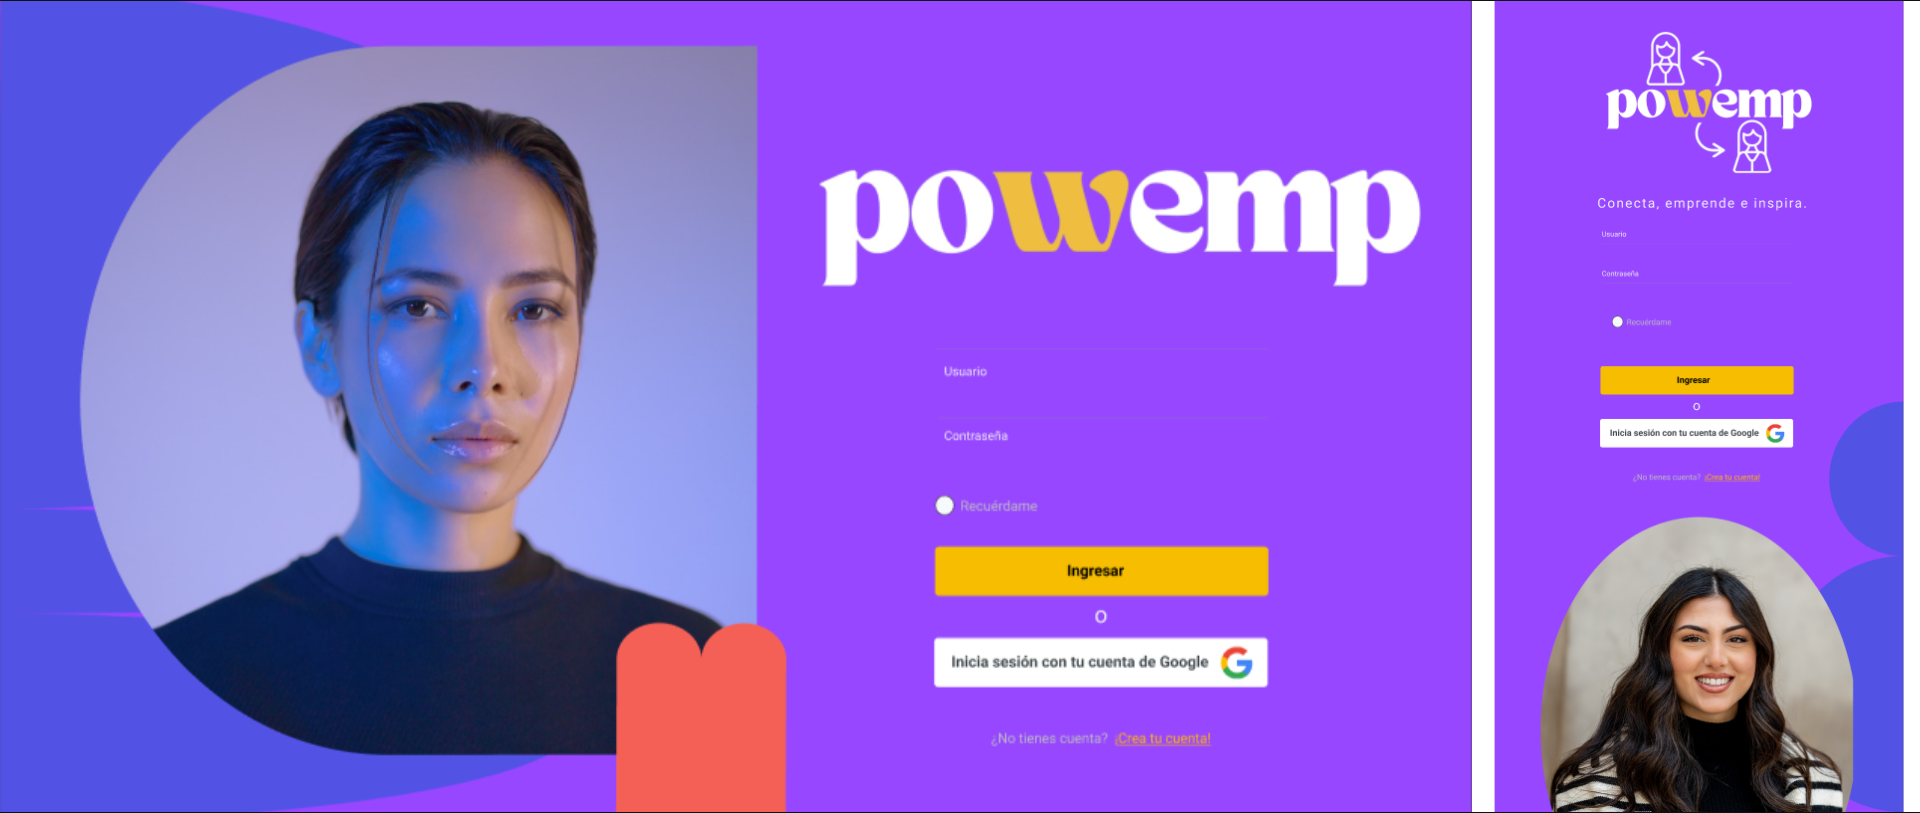 powemp
Usuario
Contraseña
Recuérdame
Ingresar
O
Inicia sesión con tu cuenta de Google
¿No tienes cuenta? ¡Crea tu cuenta!
powemp
Conecta, emprende e inspira.
Usuario
Contraseña
Recuérdame
Ingresar
O
Inicia sesión con tu cuenta de Google
¿No tienes cuenta? ¡Crea tu cuenta!